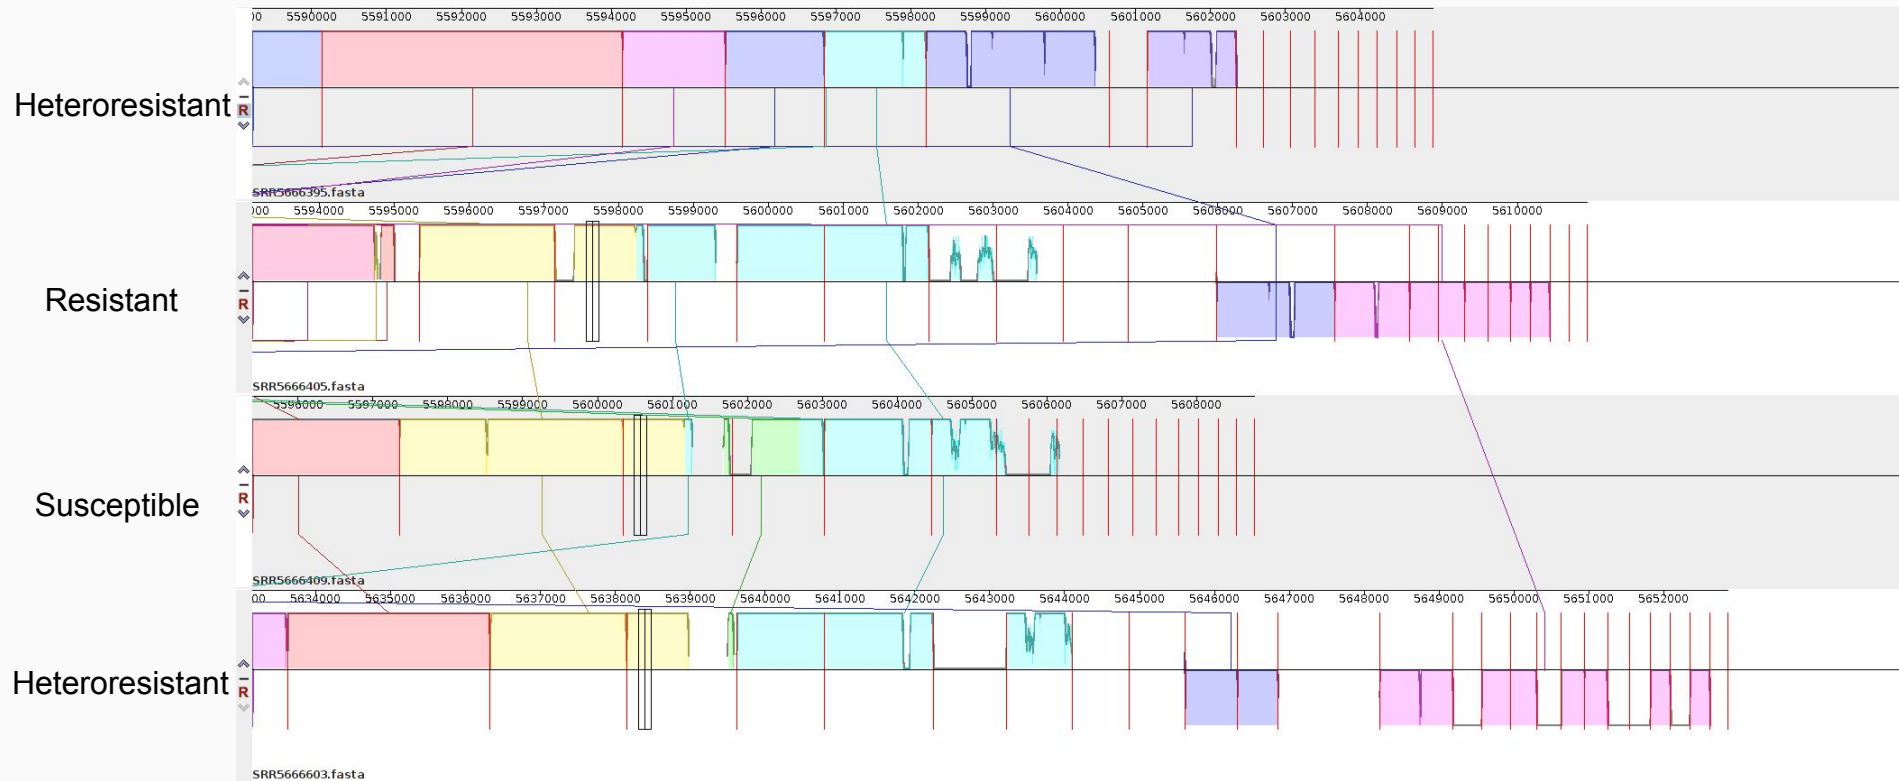 00 5590000 5591000 5592000 5593000 5594000 5595000 5596000 5597000 5598000 5599000 5600000 5601000 5602000 5603000 5604000
Heteroresistant
R
SRR5666395.fasta
000 5594000 5595000 5596000 5597000 5598000 5599000 5600000 5601000 5602000 5603000 5604000 5605000 5606000 5607000 5608000 5609000 5610000
Resistant
R
SRR5666405.fasta
5596000 5597000 5598000 5599000 5600000 5601000 5602000 5603000 5604000 5605000 5606000 5607000 5608000
Susceptible
R
SRR5666409.fasta
00 5634000 5635000 5636000 5637000 5638000 5639000 5640000 5641000 5642000 5643000 5644000 5645000 5646000 5647000 5648000 5649000 5650000 5651000 5652000
Heteroresistant
R
SRR5666603.fasta